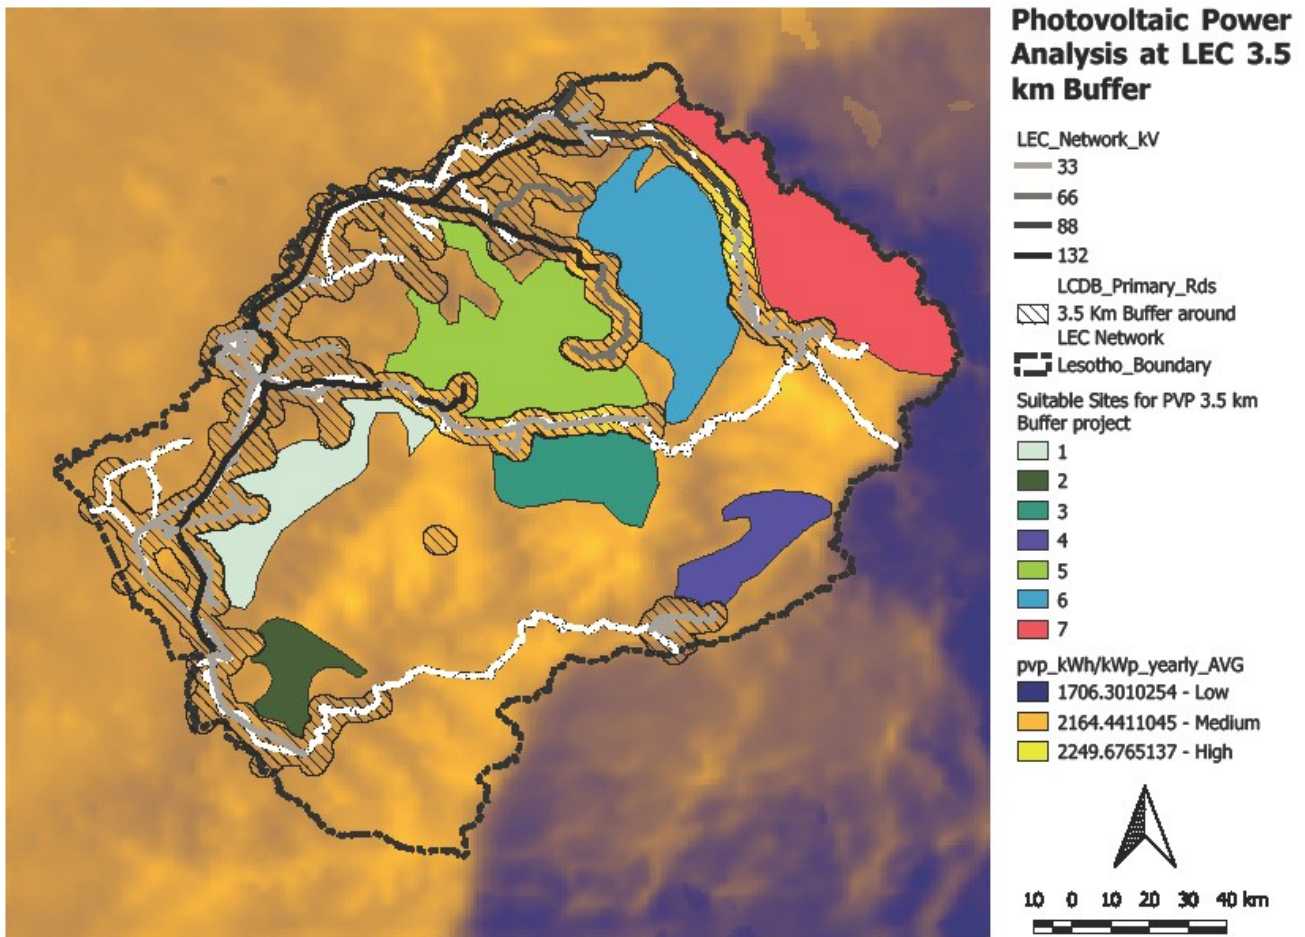 Photovoltaic Power
Analysis at LEC 3.5
km Buffer
LEC_Network_kV
33
66
88
132
LCDB_Primary_Rds
3.5 Km Buffer around
LEC Network
Lesotho_Boundary
Suitable Sites for PVP 3.5 km
Buffer project
1
2
3
4
5
6
7
pvp_kWh/kWp_yearly_AVG
1706.3010254 - Low
2164.4411045 - Medium
2249.6765137 - High
10 0 10 20 30 40 km